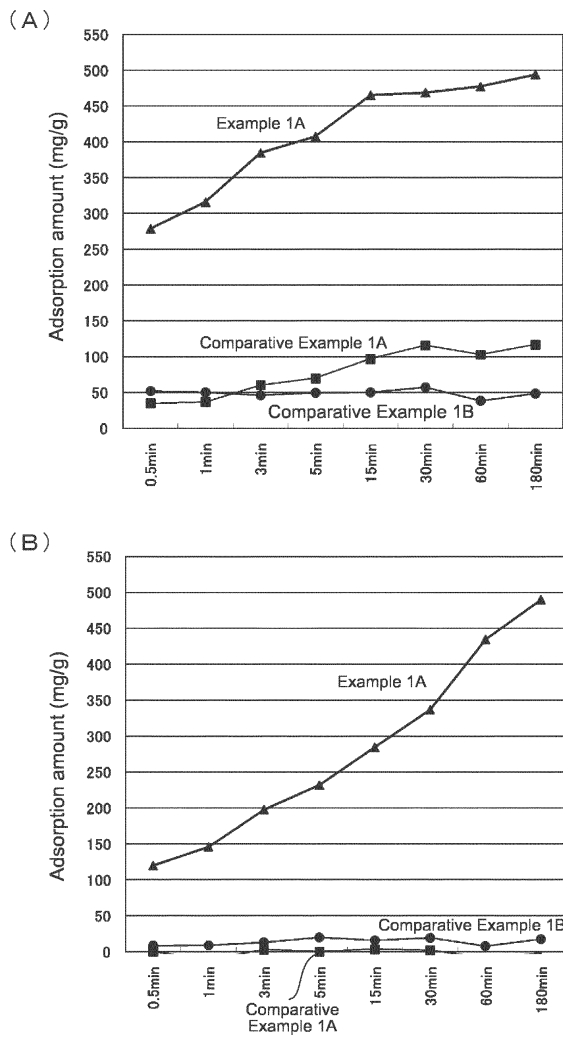 (A)
550
500
450
400
350
300
250
200
150
100
50
0
Adsorption amount (mg/g)
Example 1A
Comparative Example 1A
Comparative Example 1B
0.5min
1min
3min
5min
15min
30min
60min
180min
(B)
550
500
450
400
350
300
250
200
150
100
50
0
Adsorption amount (mg/g)
Example 1A
Comparative Example 1B
0.5min
1min
3min
5min
15min
30min
60min
180min
Comparative
Example 1A